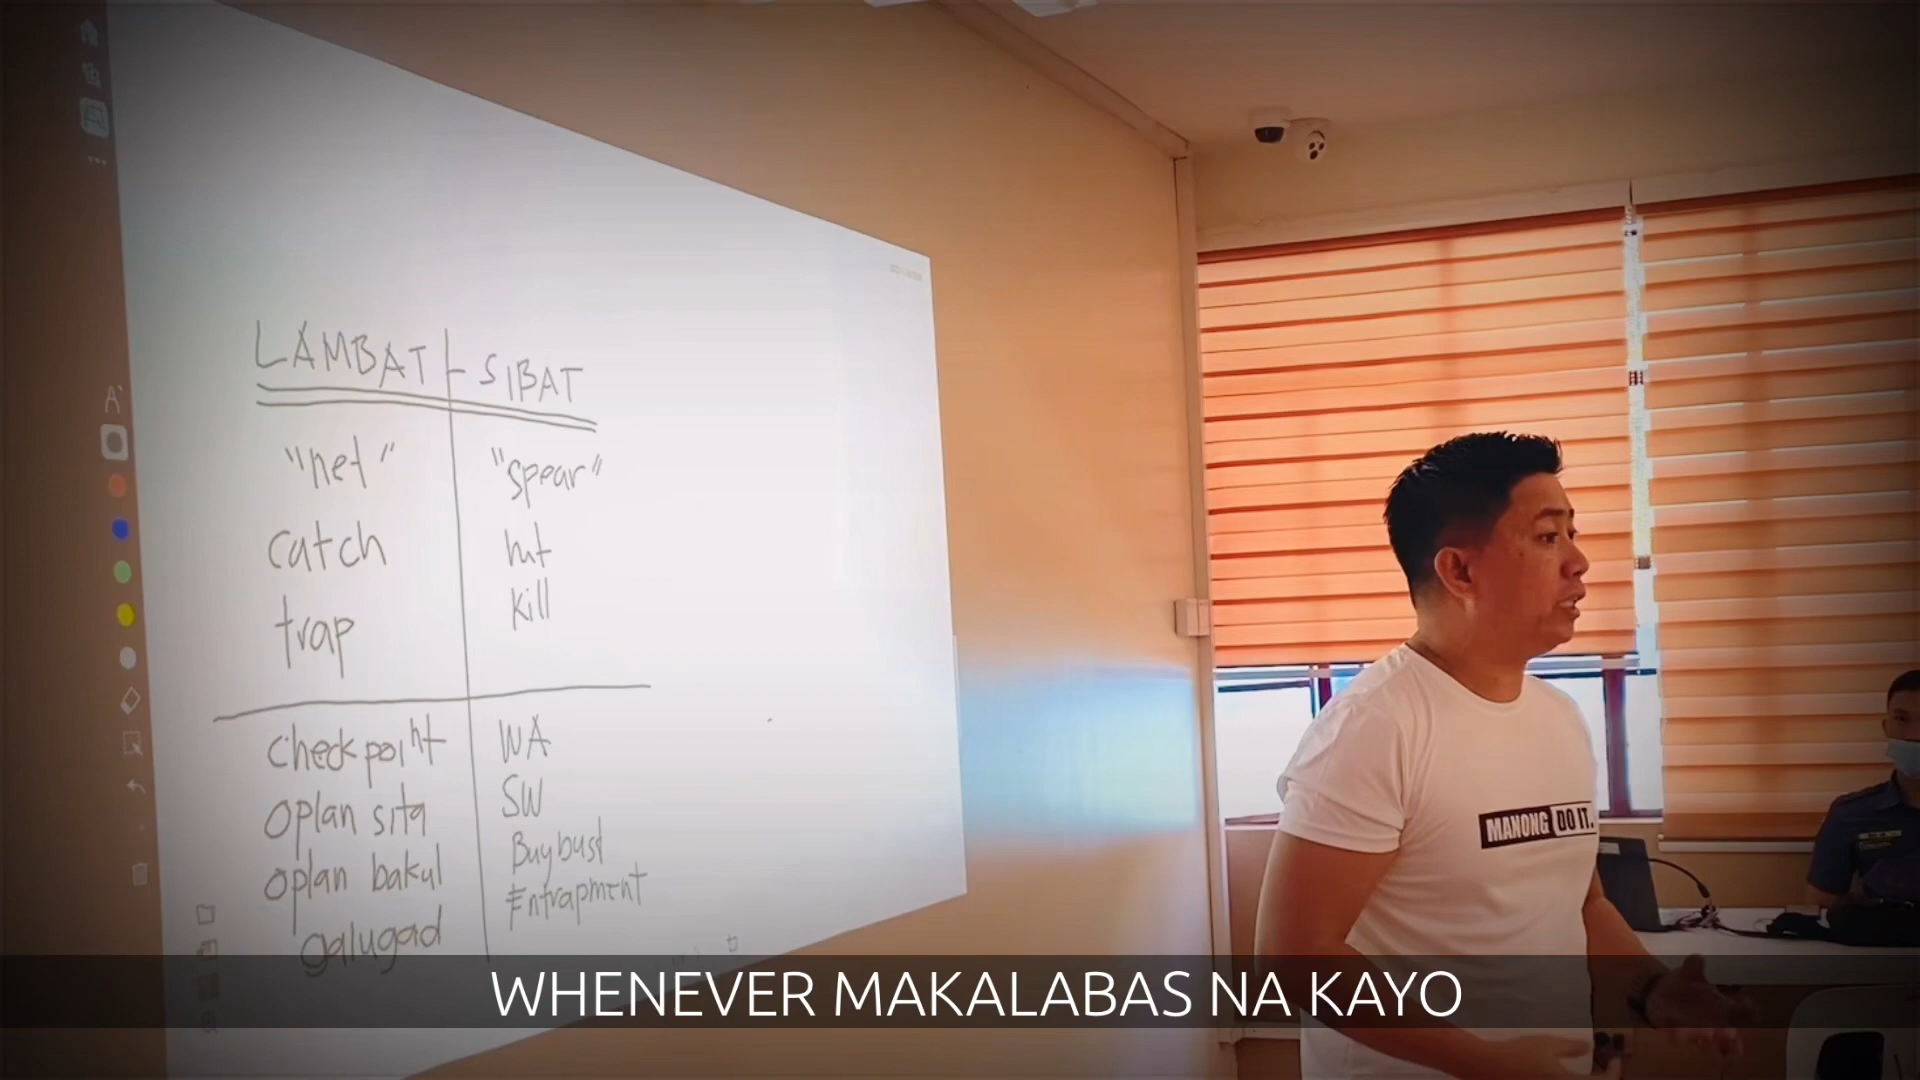 LAMBAT - SIBAT
"net" "spear"
catch hit
trap kill
checkpoint WA
oplan sita SW
oplan bakal Buybust
galugad Entrapment
MANONG DO IT.
WHENEVER MAKALABAS NA KAYO